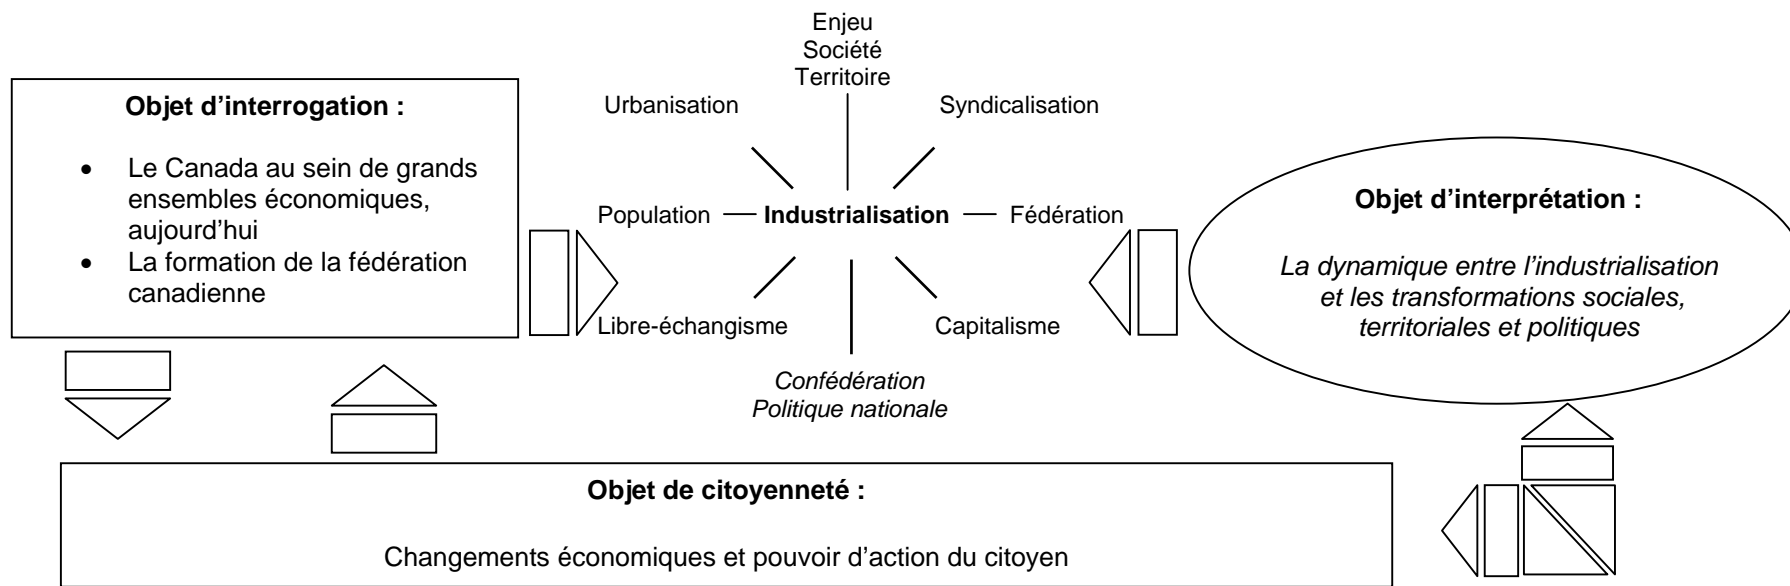 Objet d'interrogation :
• Le Canada au sein de grands
ensembles économiques,
aujourd'hui
• La formation de la fédération
canadienne
Enjeu
Société
Territoire
Urbanisation
Syndicalisation
Population
Industrialisation
Fédération
Libre-échangisme
Capitalisme
Confédération
Politique nationale
Objet d'interprétation :
La dynamique entre l'industrialisation
et les transformations sociales,
territoriales et politiques
Objet de citoyenneté :
Changements économiques et pouvoir d'action du citoyen